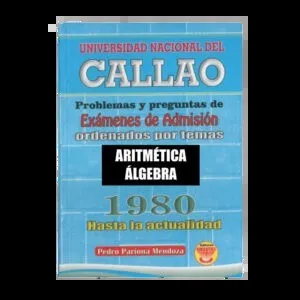 UNIVERSIDAD NACIONAL DEL
CALLAO
Problemas y preguntas de
Exámenes de Admisión
ordenados por temas
ARITMÉTICA
ÁLGEBRA
1980
Hasta la actualidad
Pedro Pariona Mendoza